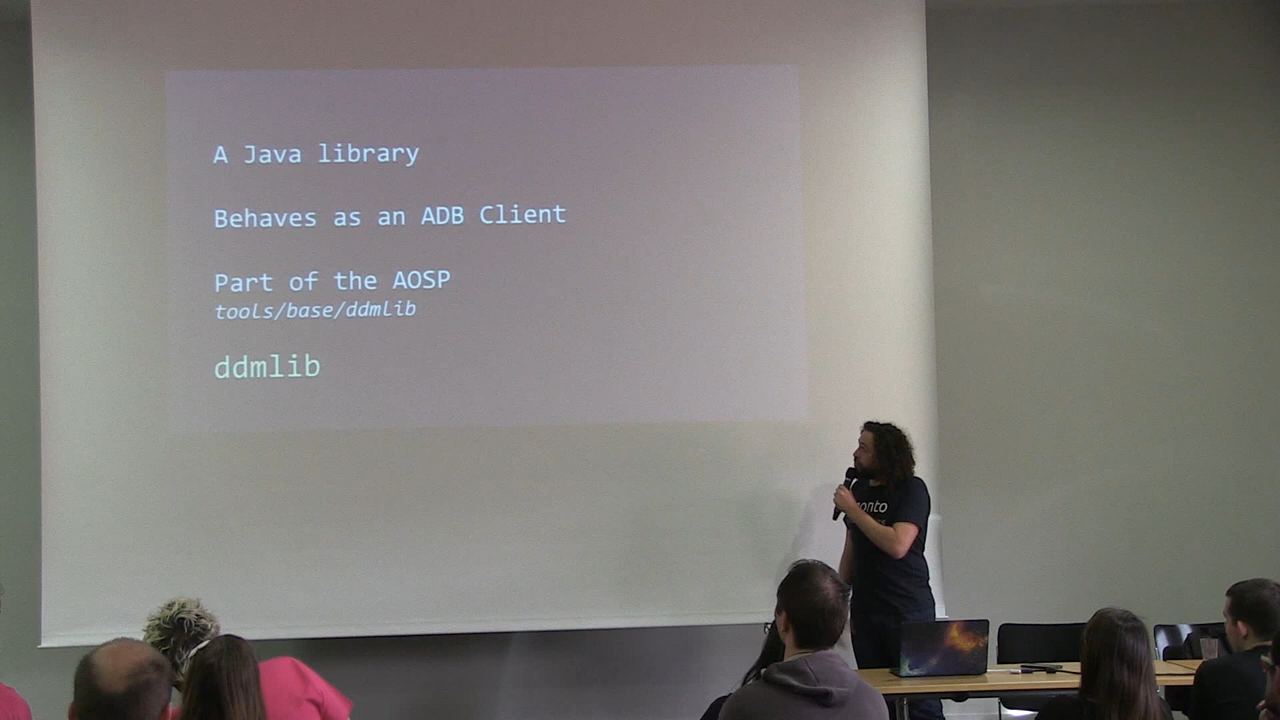 A Java library
Behaves as an ADB Client
Part of the AOSP
tools/base/ddmlib
ddmlib